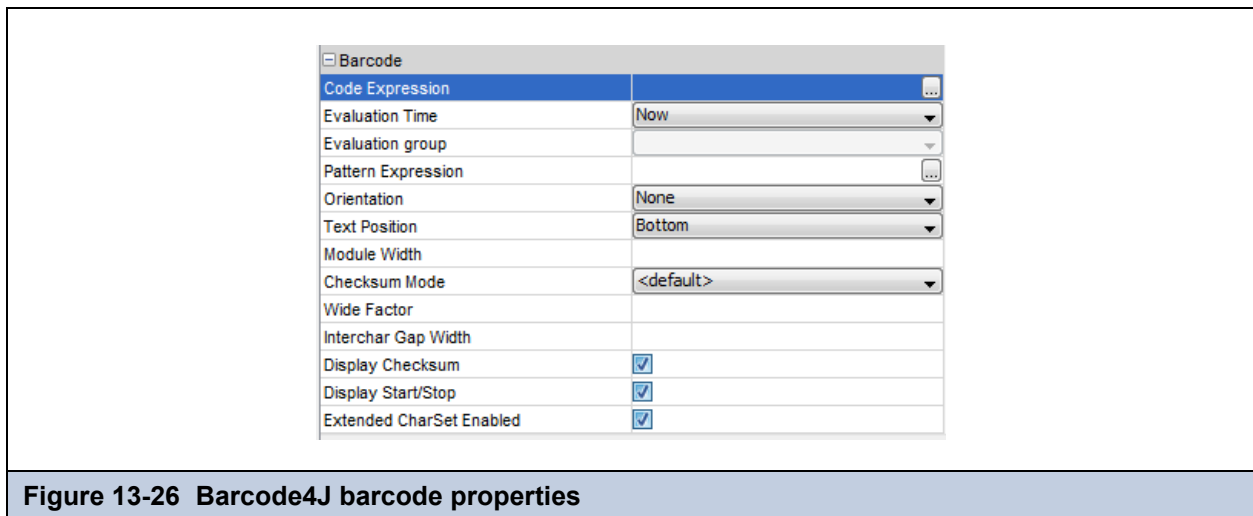 Barcode
Code Expression ...
Evaluation Time Now
Evaluation group
Pattern Expression ...
Orientation None
Text Position Bottom
Module Width
Checksum Mode <default>
Wide Factor
Interchar Gap Width
Display Checksum
Display Start/Stop
Extended CharSet Enabled
Figure 13-26 Barcode4J barcode properties